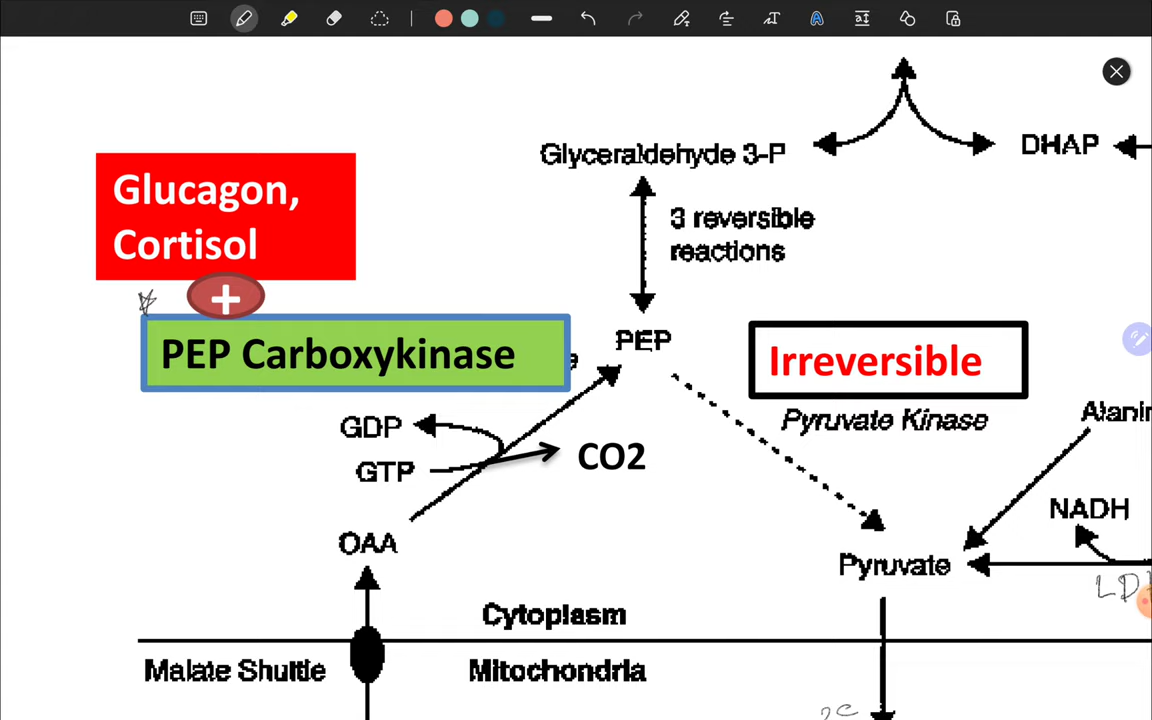 Glyceraldehyde 3-P
DHAP
Glucagon,
Cortisol
3 reversible
reactions
+
PEP Carboxykinase
PEP
Irreversible
Pyruvate Kinase
GDP
GTP
CO2
NADH
OAA
Pyruvate
Cytoplasm
Malate Shuttle
Mitochondria